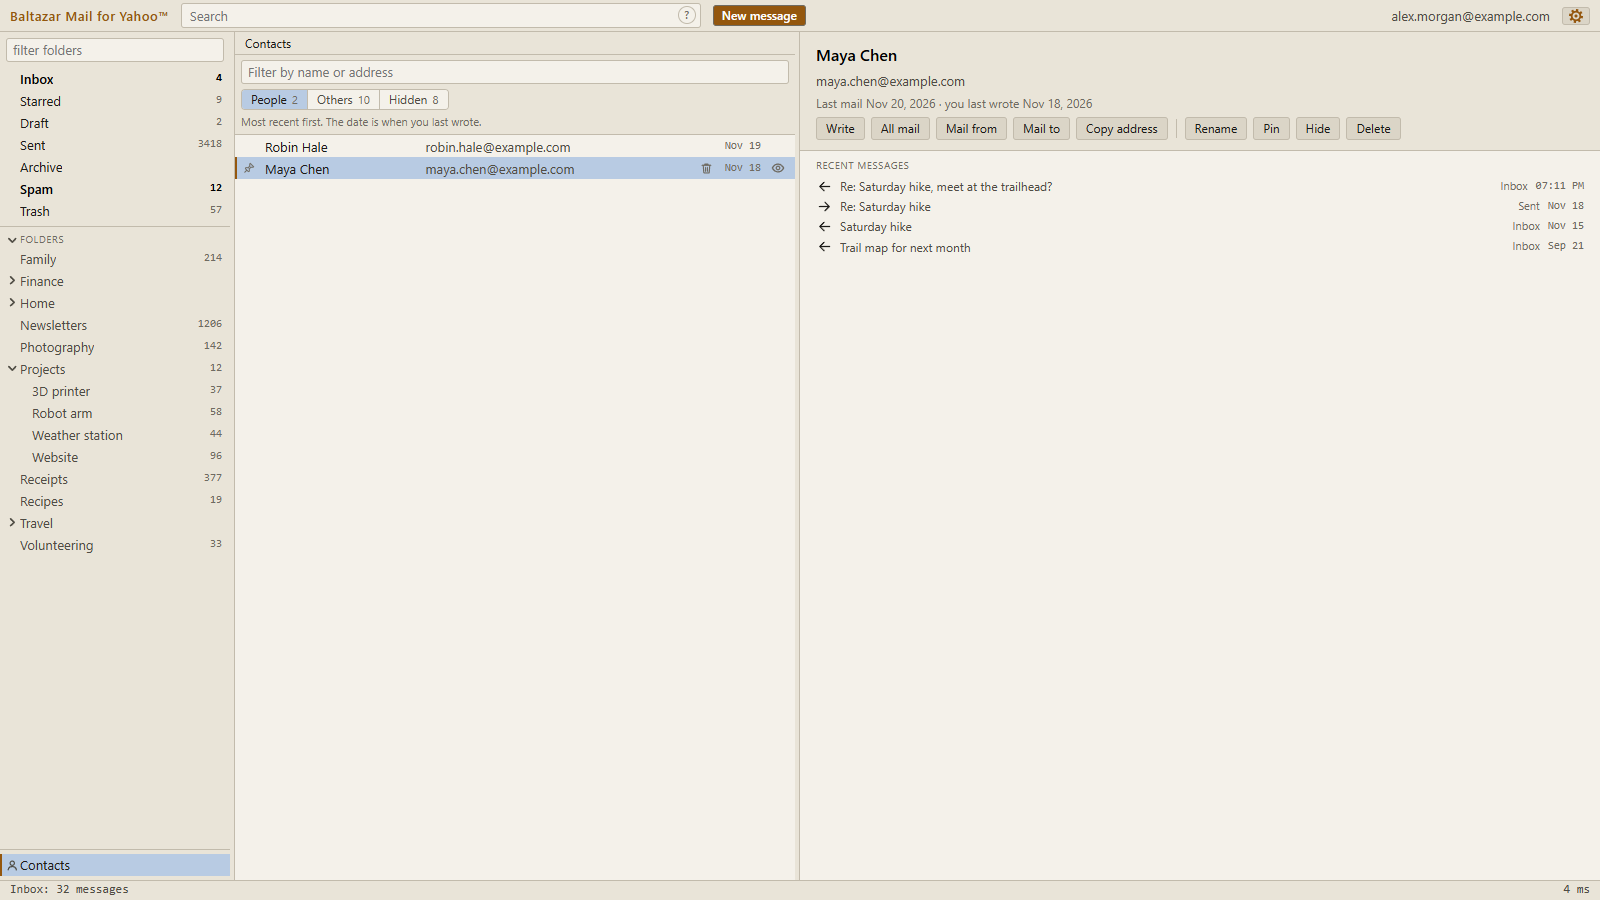 Baltazar Mail for Yahoo™
Search
?
New message
alex.morgan@example.com
filter folders
Inbox 4
Starred 9
Draft 2
Sent 3418
Archive
Spam 12
Trash 57
FOLDERS
Family 214
Finance
Home
Newsletters 1206
Photography 142
Projects 12
3D printer 37
Robot arm 58
Weather station 44
Website 96
Receipts 377
Recipes 19
Travel
Volunteering 33
Contacts
Contacts
Filter by name or address
People 2 Others 10 Hidden 8
Most recent first. The date is when you last wrote.
Robin Hale robin.hale@example.com Nov 19
Maya Chen maya.chen@example.com Nov 18
Maya Chen
maya.chen@example.com
Last mail Nov 20, 2026 · you last wrote Nov 18, 2026
Write All mail Mail from Mail to Copy address Rename Pin Hide Delete
RECENT MESSAGES
← Re: Saturday hike, meet at the trailhead? Inbox 07:11 PM
→ Re: Saturday hike Sent Nov 18
← Saturday hike Inbox Nov 15
← Trail map for next month Inbox Sep 21
Inbox: 32 messages
4 ms